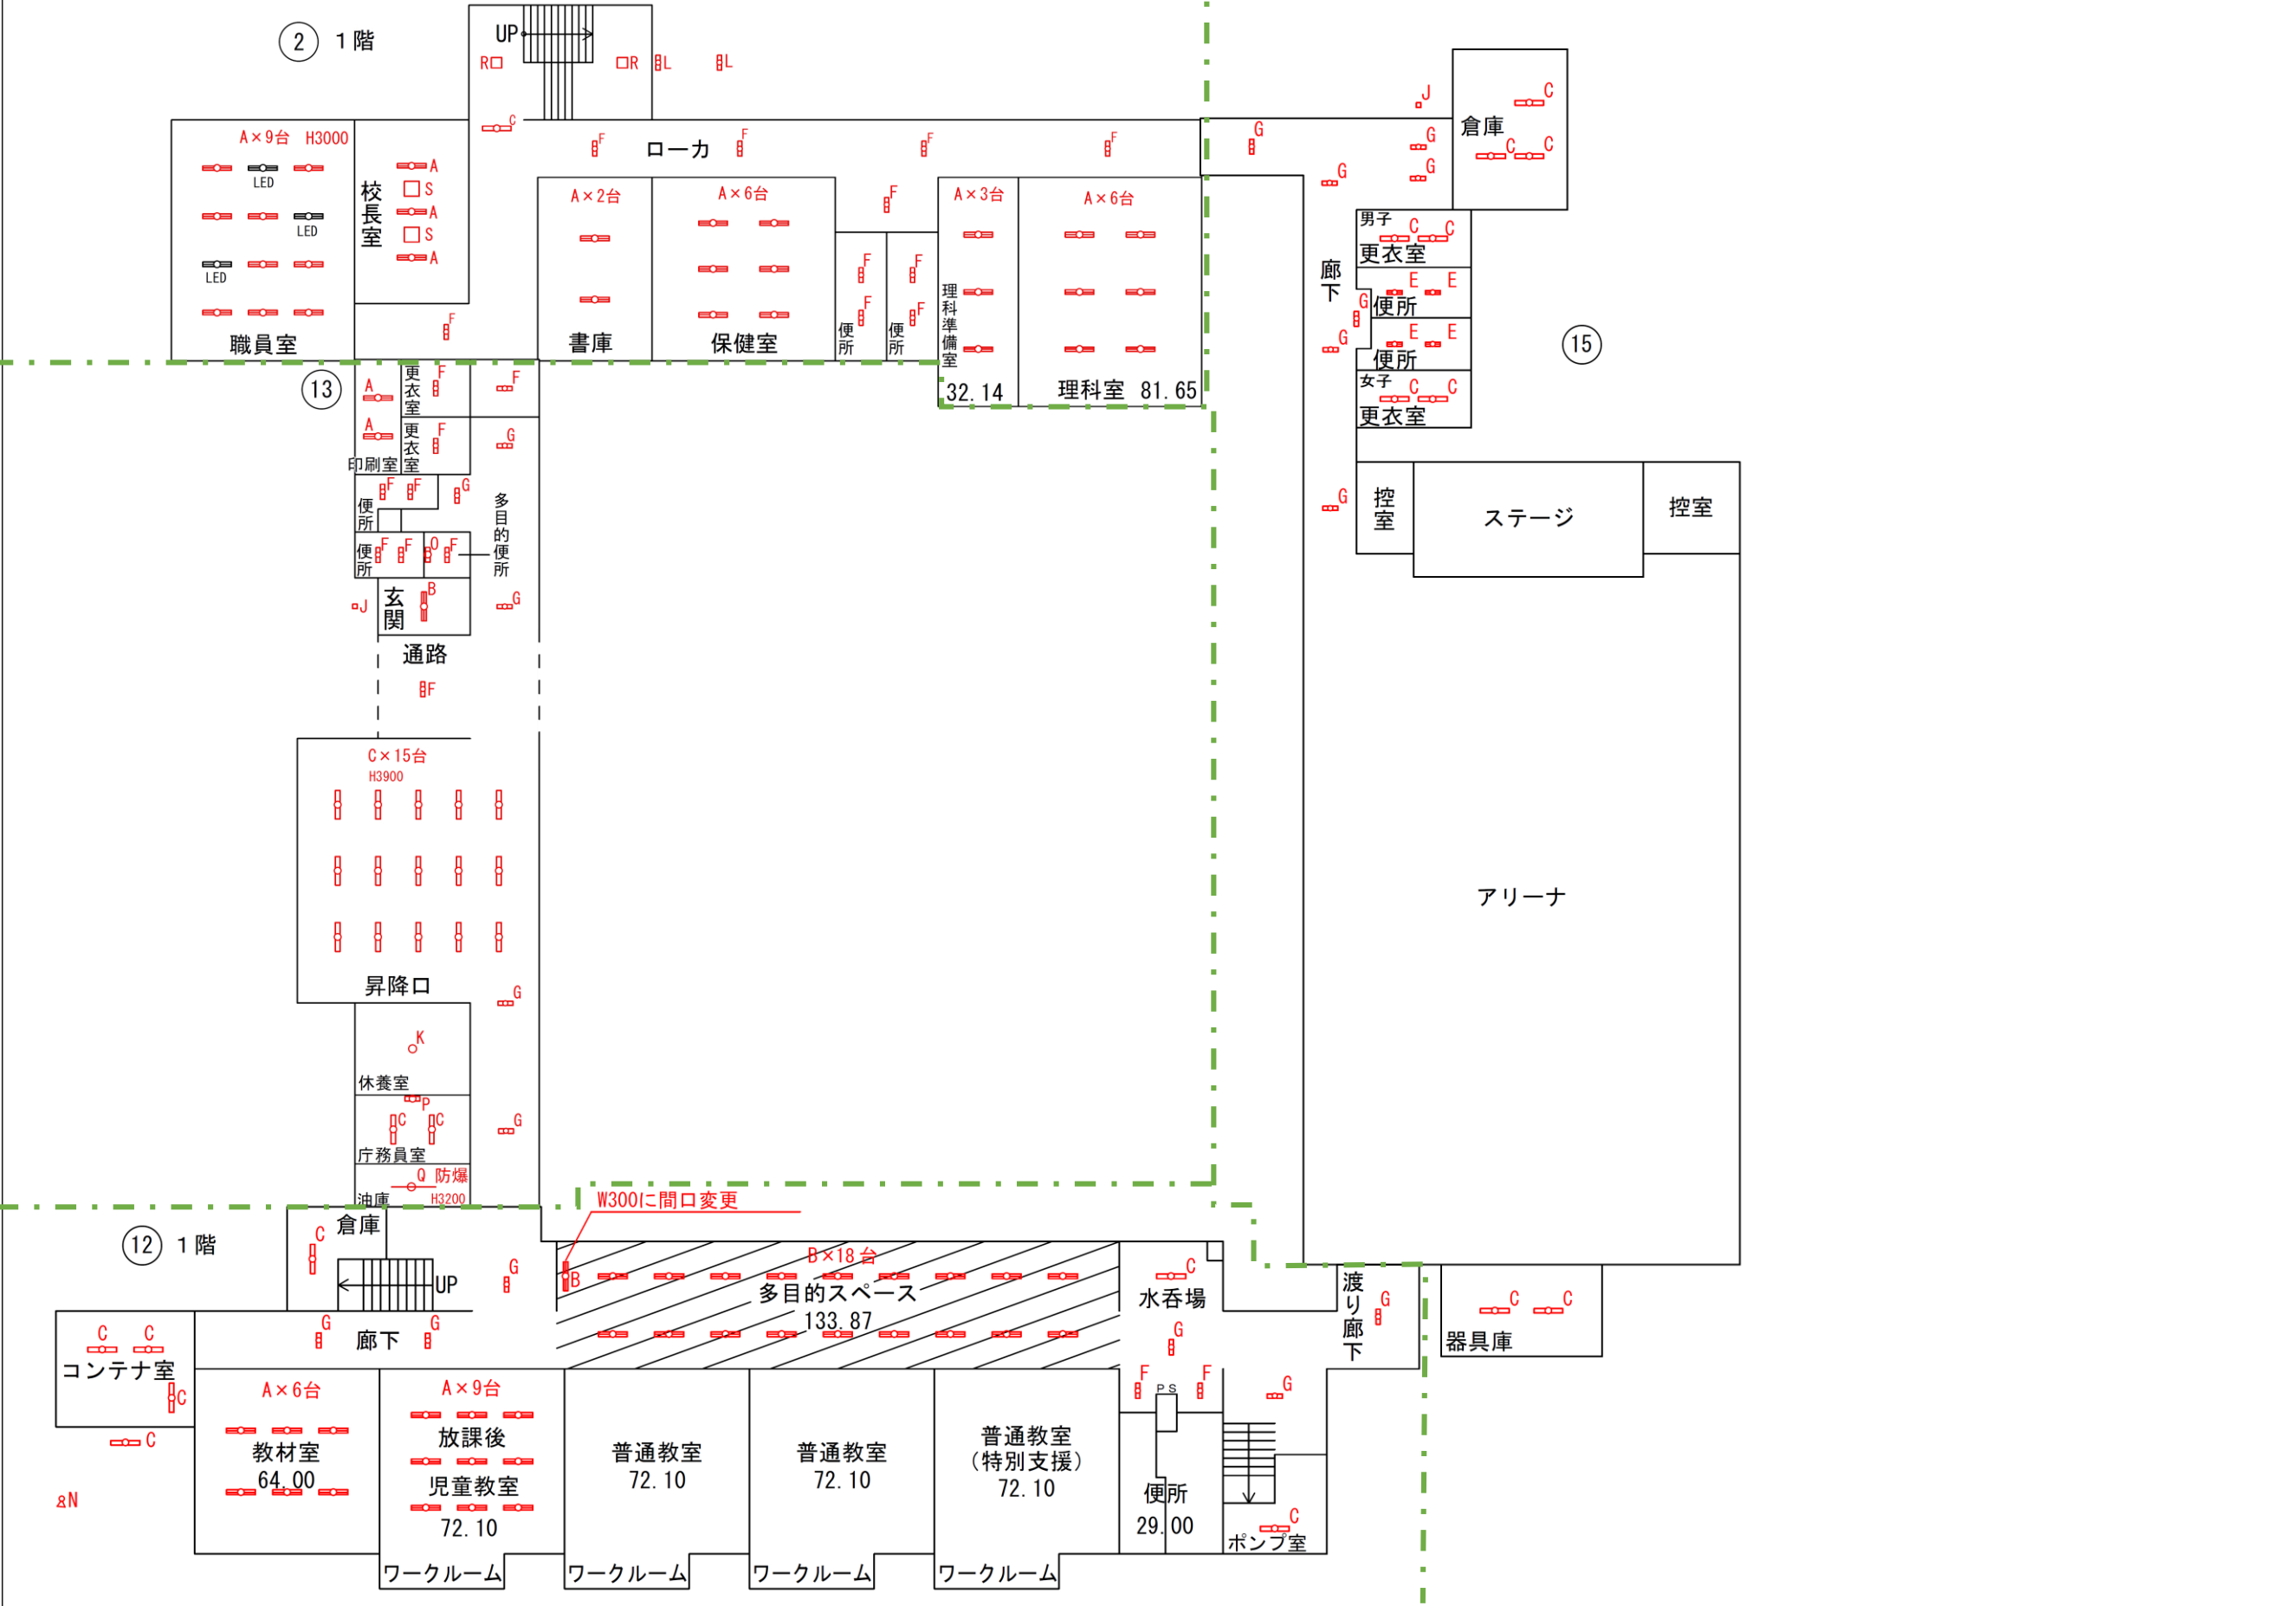 ② 1階
UP
R
R
L
L
C
A×9台 H3000
LED
LED
LED
職員室
校長室
A
S
A
S
A
F
ローカ
F
F
F
F
F
A×2台
書庫
A×6台
保健室
F
F
便所
F
F
便所
A×3台
理科準備室
32.14
A×6台
理科室 81.65
J
G
G
G
G
倉庫
C
C
C
男子
更衣室
C
C
E
E
便所
E
E
便所
女子
更衣室
C
C
廊下
G
G
G
⑮
控室
ステージ
控室
アリーナ
⑬
A
A
印刷室
更衣室
F
更衣室
F
F
G
F
F
G
便所
便所
F
F
O
F
多目的便所
玄関
B
J
G
通路
F
C×15台
H3900
昇降口
G
K
休養室
P
C
C
庁務員室
G
Q 防爆
H3200
油庫
⑫ 1階
倉庫
C
UP
G
W300に間口変更
B
B×18台
多目的スペース
133.87
C
水呑場
G
渡り廊下
G
C
C
器具庫
C
C
コンテナ室
C
C
N
G
廊下
G
A×6台
教材室
64.00
A×9台
放課後
児童教室
72.10
ワークルーム
普通教室
72.10
ワークルーム
普通教室
72.10
ワークルーム
普通教室
(特別支援)
72.10
ワークルーム
F
PS
F
便所
29.00
G
C
ポンプ室